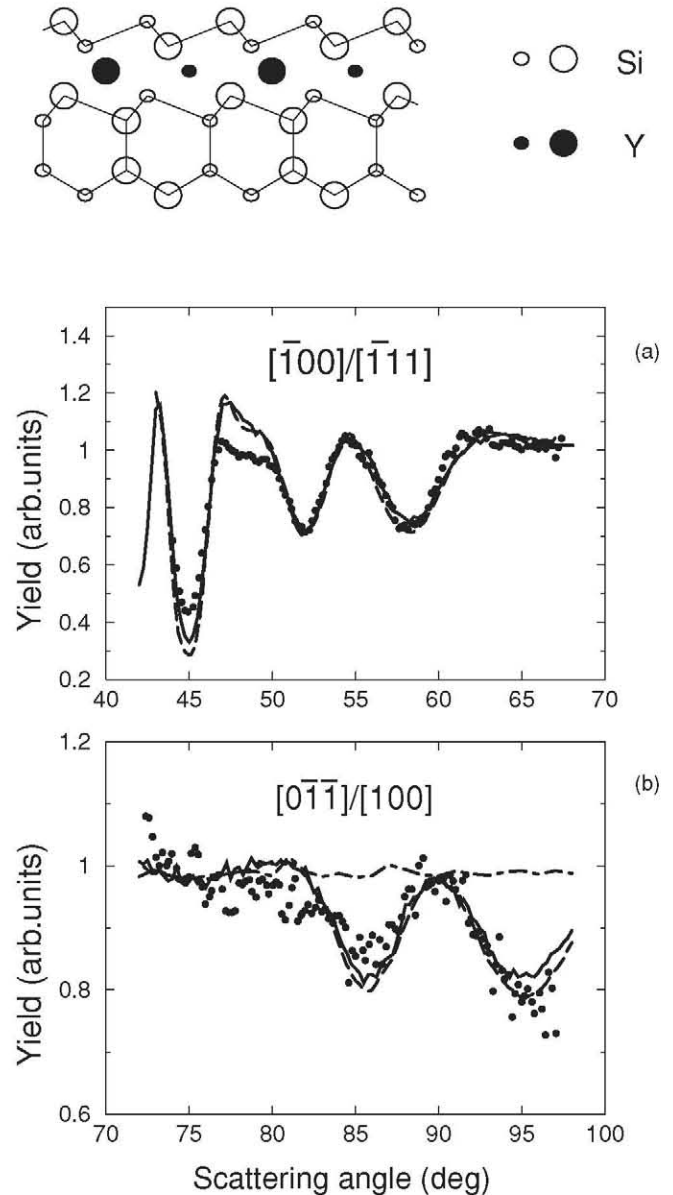 Si
Y
(a)
[1̄00]/[1̄11]
Yield (arb.units)
1.4
1.2
1
0.8
0.6
0.4
0.2
40 45 50 55 60 65 70
(b)
[01̄1̄]/[100]
Yield (arb.units)
1.2
1
0.8
0.6
70 75 80 85 90 95 100
Scattering angle (deg)